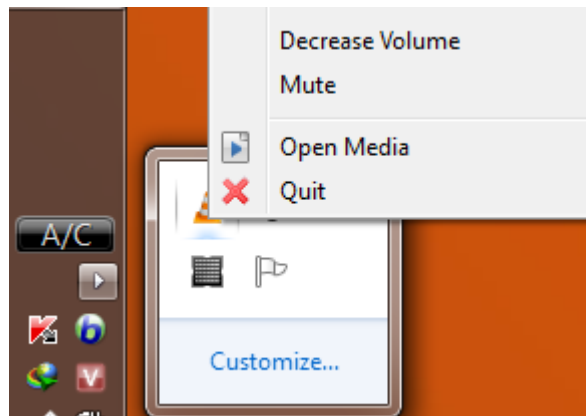 Decrease Volume
Mute
Open Media
Quit
A/C
Customize...